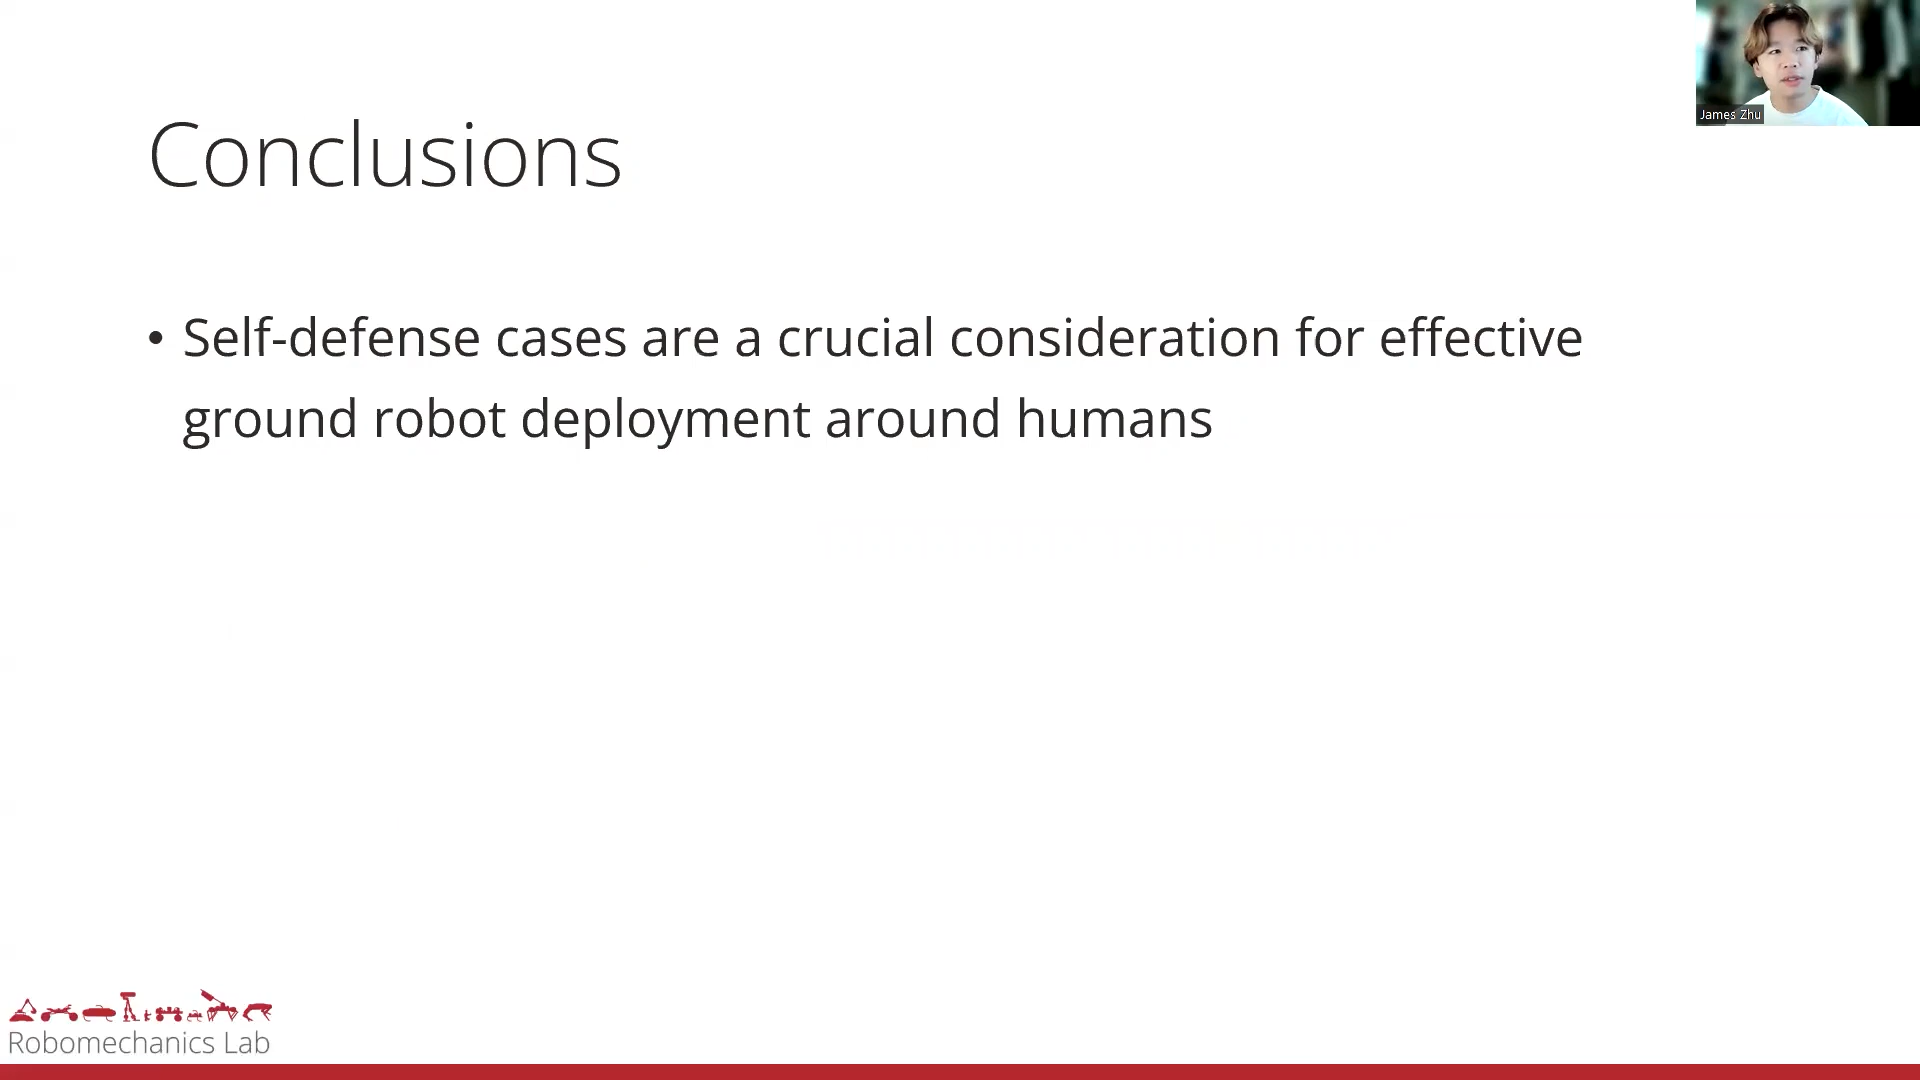 James Zhu
Conclusions
• Self-defense cases are a crucial consideration for effective
ground robot deployment around humans
Robomechanics Lab